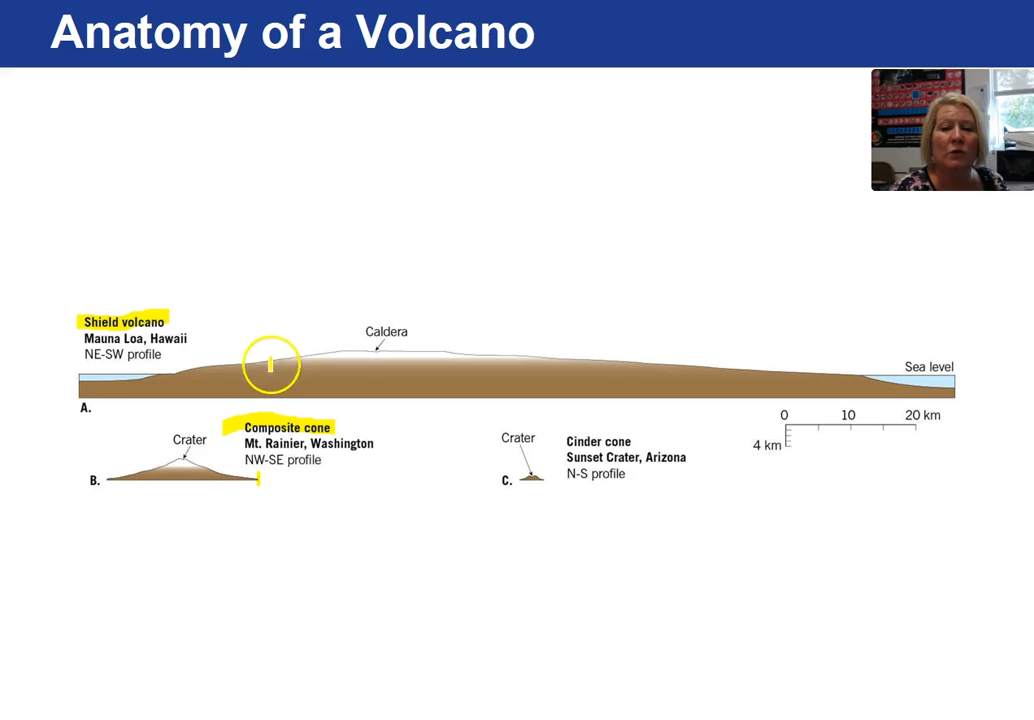 Anatomy of a Volcano
Shield volcano
Mauna Loa, Hawaii
NE-SW profile
Caldera
Sea level
A.
0 10 20 km
4 km
Composite cone
Mt. Rainier, Washington
NW-SE profile
Crater
B.
Crater
Cinder cone
Sunset Crater, Arizona
N-S profile
C.